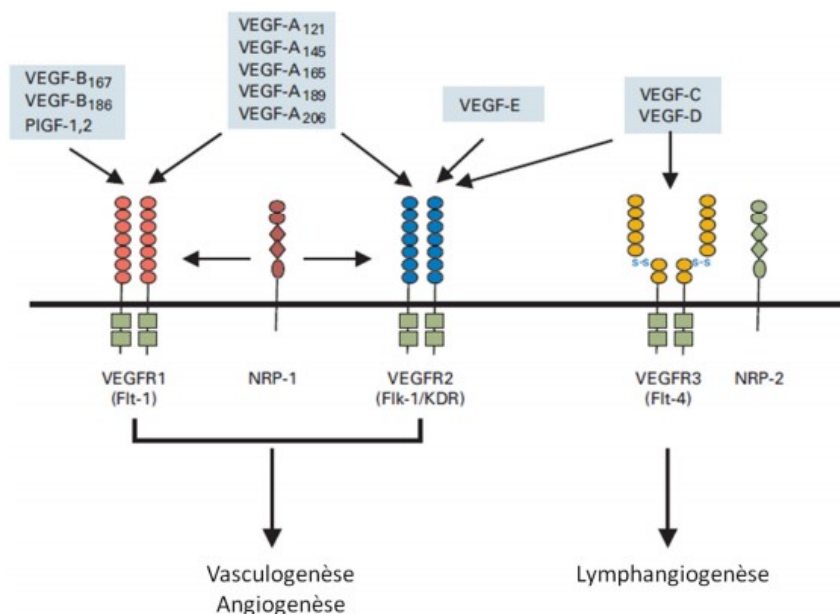 VEGF-B167
VEGF-B186
PIGF-1,2
VEGF-A121
VEGF-A145
VEGF-A165
VEGF-A189
VEGF-A206
VEGF-E
VEGF-C
VEGF-D
s-s
s-s
VEGFR1
(Flt-1)
NRP-1
VEGFR2
(Flk-1/KDR)
VEGFR3
(Flt-4)
NRP-2
Vasculogenèse
Angiogenèse
Lymphangiogenèse